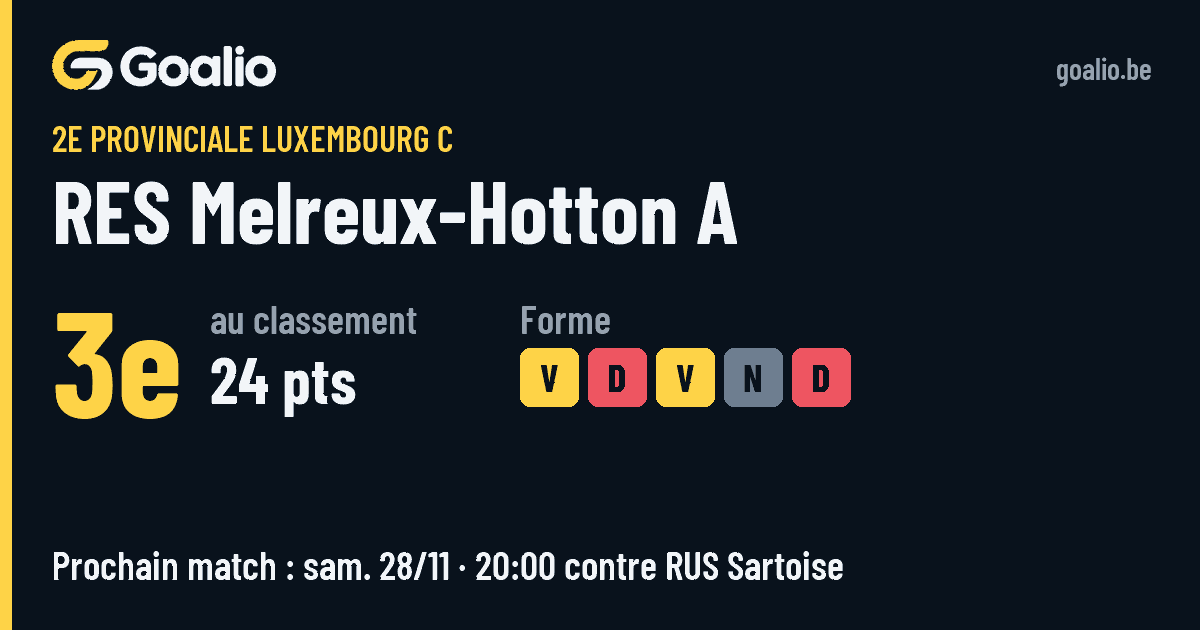 Goalio
goalio.be
2E PROVINCIALE LUXEMBOURG C
RES Melreux-Hotton A
3e
au classement
24 pts
Forme
V D V N D
Prochain match : sam. 28/11 · 20:00 contre RUS Sartoise